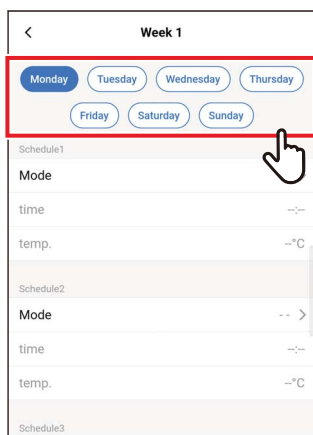 Week 1
Monday Tuesday Wednesday Thursday
Friday Saturday Sunday
Schedule1
Mode
time --:--
temp. --°C
Schedule2
Mode -- >
time --:--
temp. --°C
Schedule3